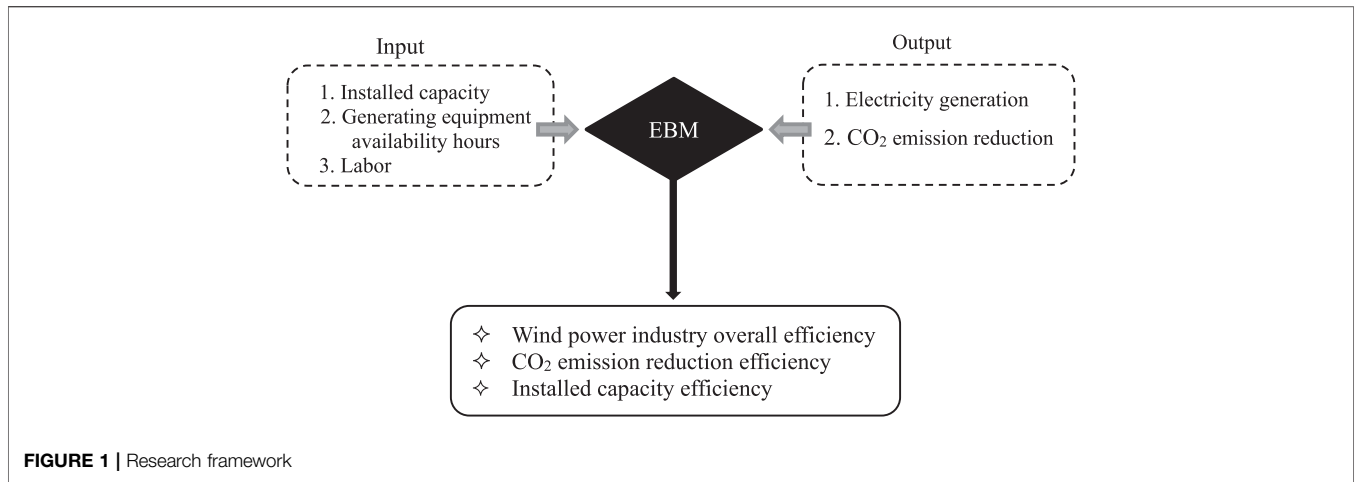 Input
1. Installed capacity
2. Generating equipment
availability hours
3. Labor
EBM
Output
1. Electricity generation
2. CO₂ emission reduction
✧ Wind power industry overall efficiency
✧ CO₂ emission reduction efficiency
✧ Installed capacity efficiency
FIGURE 1 | Research framework